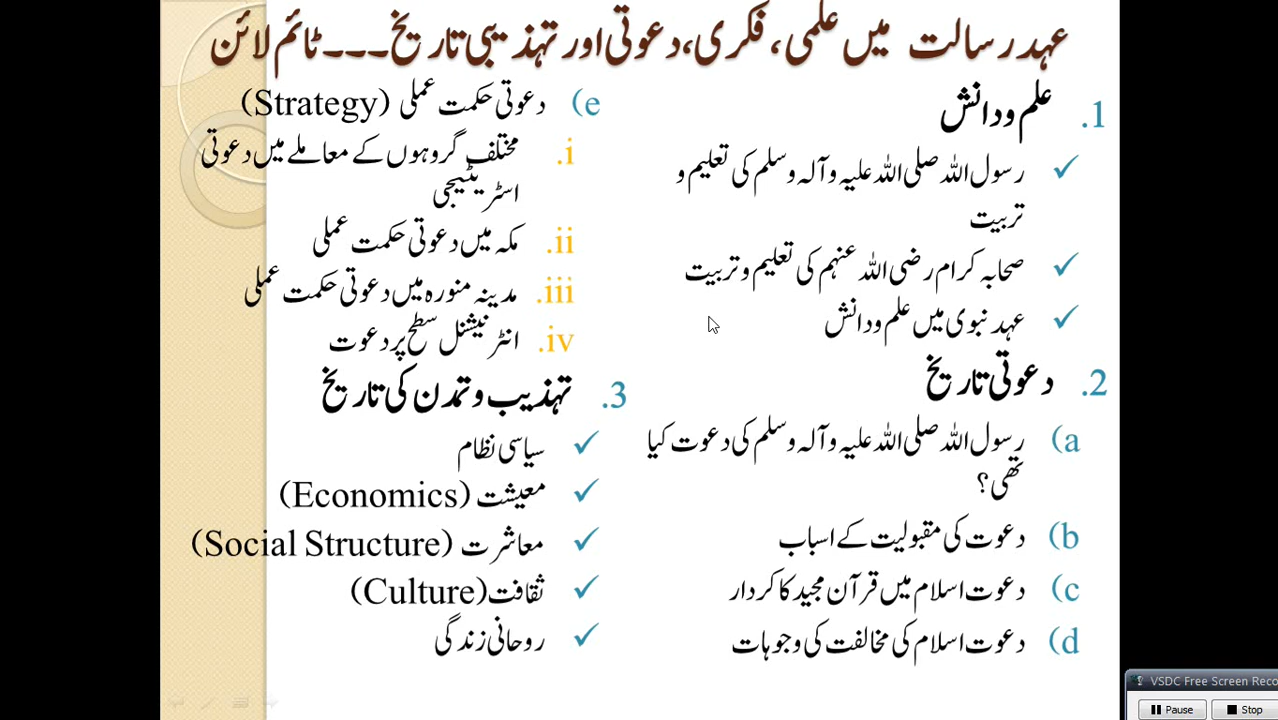 عہد رسالت میں علمی، فکری، دعوتی اور تہذیبی تاریخ۔۔۔ ٹائم لائن
1. علم و دانش
✓ رسول اللہ صلی اللہ علیہ وآلہ وسلم کی تعلیم و
تربیت
✓ صحابہ کرام رضی اللہ عنہم کی تعلیم و تربیت
✓ عہد نبوی میں علم و دانش
2. دعوتی تاریخ
a) رسول اللہ صلی اللہ علیہ وآلہ وسلم کی دعوت کیا
تھی؟
b) دعوت کی مقبولیت کے اسباب
c) دعوت اسلام میں قرآن مجید کا کردار
d) دعوت اسلام کی مخالفت کی وجوہات
e) دعوتی حکمت عملی (Strategy)
i. مختلف گروہوں کے معاملے میں دعوتی
اسٹریٹیجی
ii. مکہ میں دعوتی حکمت عملی
iii. مدینہ منورہ میں دعوتی حکمت عملی
iv. انٹرنیشنل سطح پر دعوت
3. تہذیب و تمدن کی تاریخ
✓ سیاسی نظام
✓ معیشت (Economics)
✓ معاشرت (Social Structure)
✓ ثقافت (Culture)
✓ روحانی زندگی
VSDC Free Screen Reco
Pause Stop